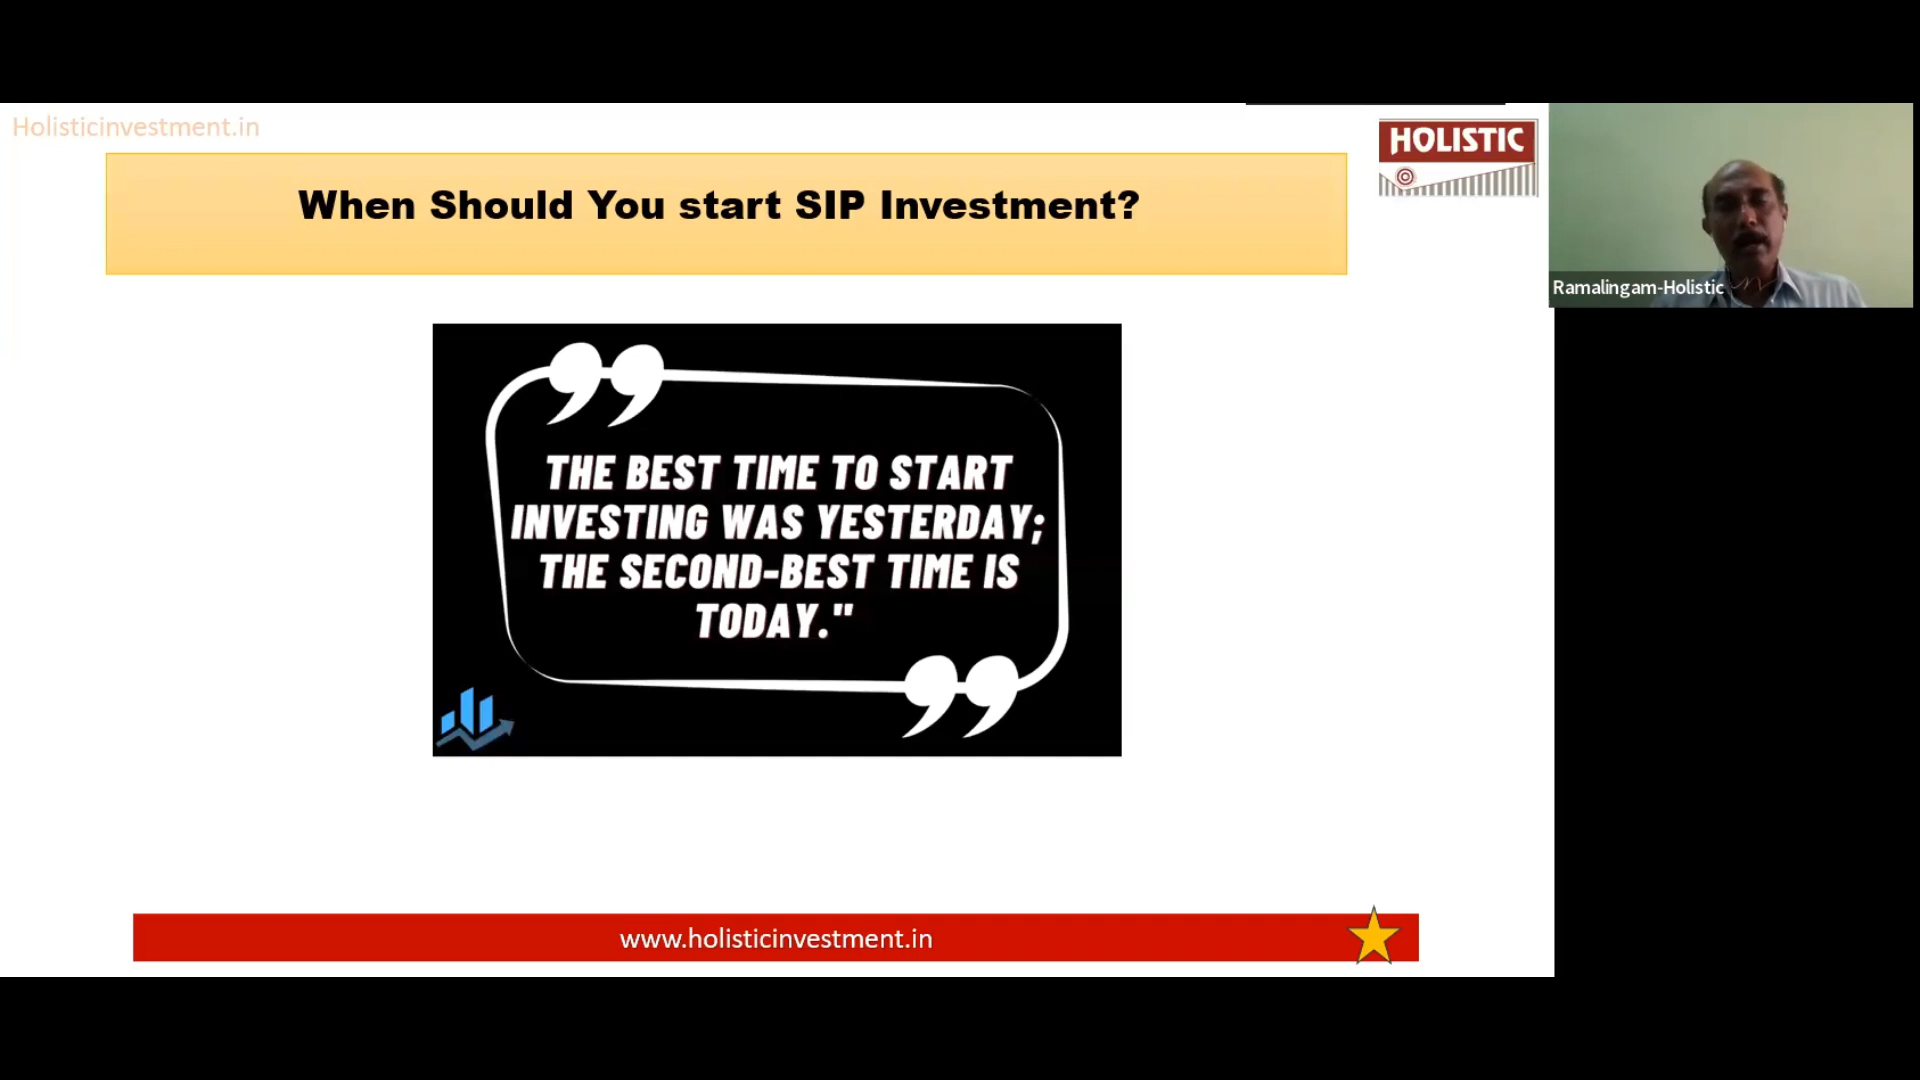 Holisticinvestment.in
When Should You start SIP Investment?
HOLISTIC
Ramalingam-Holistic
THE BEST TIME TO START
INVESTING WAS YESTERDAY;
THE SECOND-BEST TIME IS
TODAY."
www.holisticinvestment.in